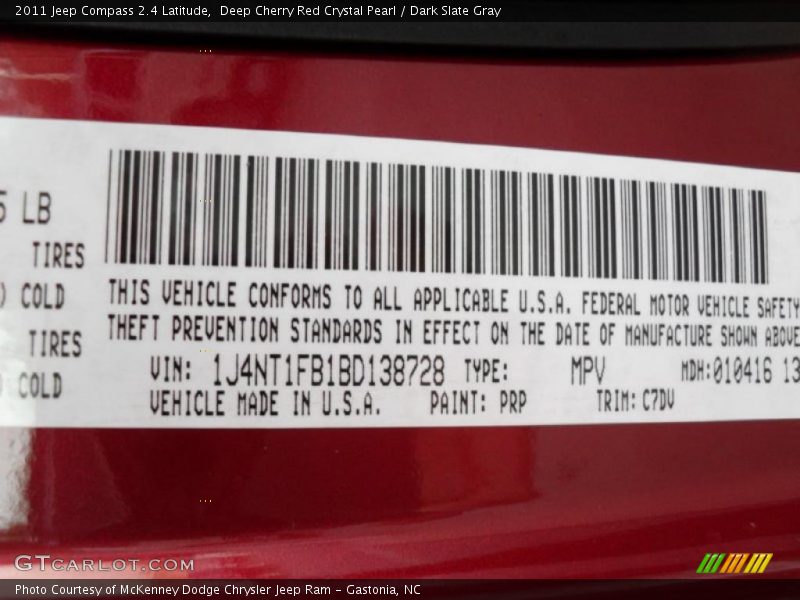 2011 Jeep Compass 2.4 Latitude,  Deep Cherry Red Crystal Pearl / Dark Slate Gray
5 LB
TIRES
) COLD
TIRES
) COLD
THIS VEHICLE CONFORMS TO ALL APPLICABLE U.S.A. FEDERAL MOTOR VEHICLE SAFETY
THEFT PREVENTION STANDARDS IN EFFECT ON THE DATE OF MANUFACTURE SHOWN ABOVE
VIN: 1J4NT1FB1BD138728 TYPE: MPV MDH:010416 13
VEHICLE MADE IN U.S.A. PAINT: PRP TRIM: C7DV
GTCARLOT.COM
Photo Courtesy of McKenney Dodge Chrysler Jeep Ram - Gastonia, NC